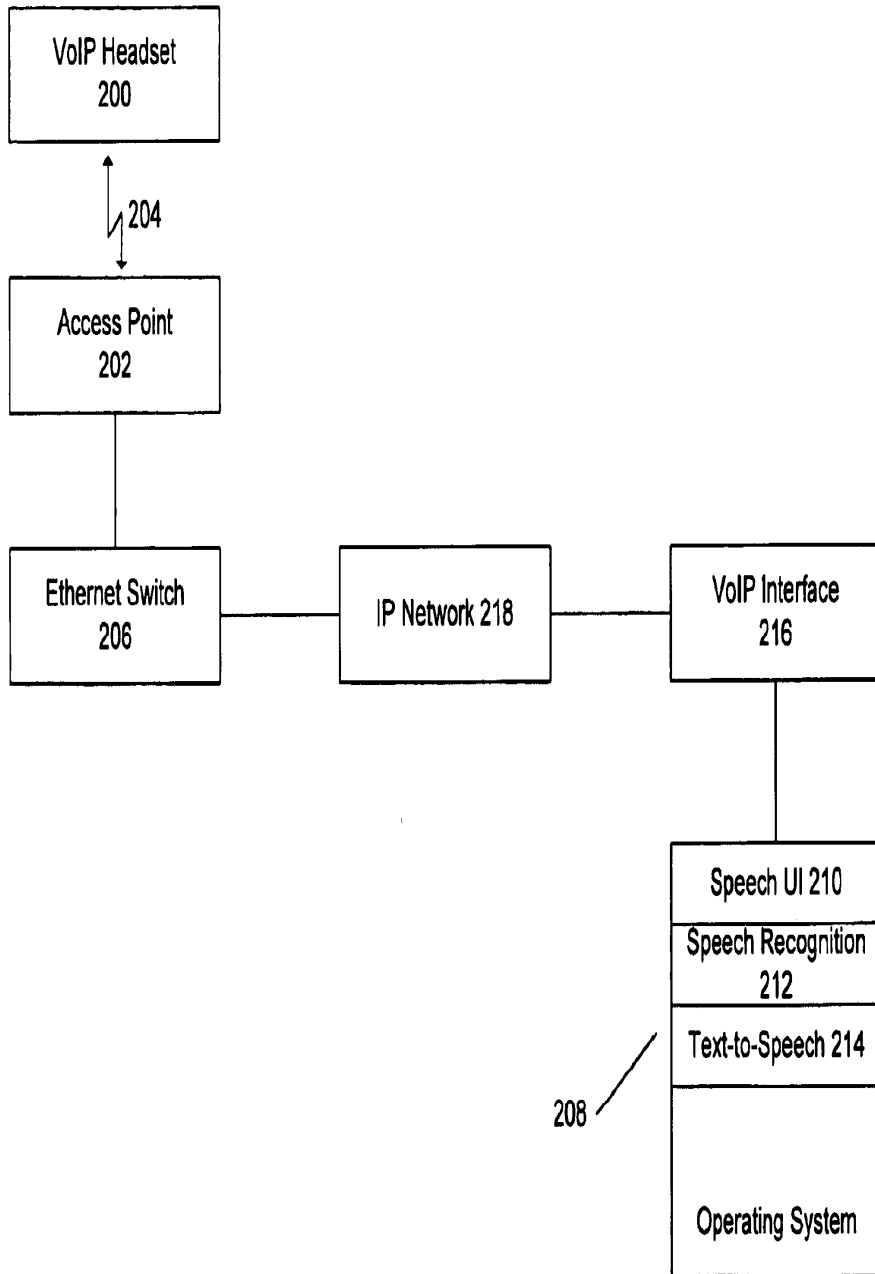 VoIP Headset
200
204
Access Point
202
Ethernet Switch
206
IP Network 218
VoIP Interface
216
Speech UI 210
Speech Recognition
212
Text-to-Speech 214
208
Operating System